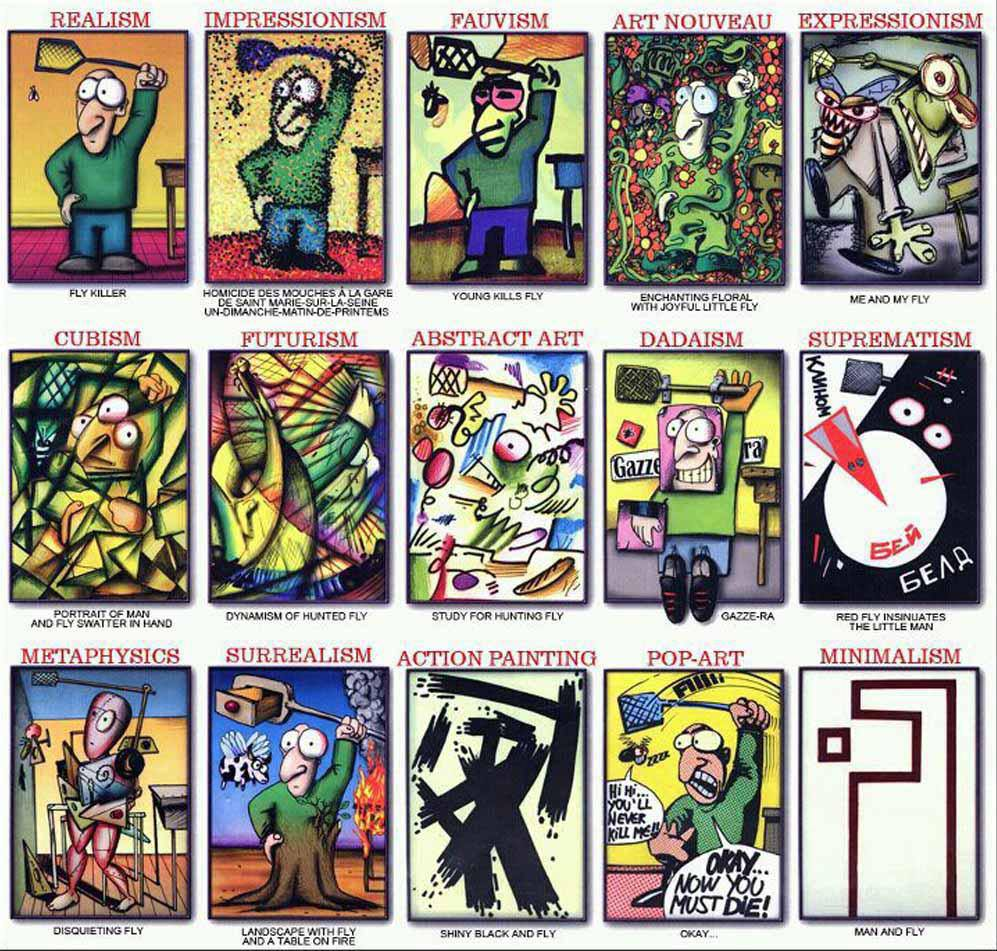 REALISM
IMPRESSIONISM
FAUVISM
ART NOUVEAU
EXPRESSIONISM
FLY KILLER
HOMICIDE DES MOUCHES À LA GARE
DE SAINT MARIE-SUR-LA-SEINE
UN-DIMANCHE-MATIN-DE-PRINTEMPS
YOUNG KILLS FLY
ENCHANTING FLORAL
WITH JOYFUL LITTLE FLY
ME AND MY FLY
CUBISM
FUTURISM
ABSTRACT ART
DADAISM
SUPREMATISM
Gazze
ra
КЛИНОМ
БЕЙ
БЕЛД
PORTRAIT OF MAN
AND FLY SWATTER IN HAND
DYNAMISM OF HUNTED FLY
STUDY FOR HUNTING FLY
GAZZE-RA
RED FLY INSINUATES
THE LITTLE MAN
METAPHYSICS
SURREALISM
ACTION PAINTING
POP-ART
MINIMALISM
FIIIII
ZZZZ
HI HI...
YOU'LL
NEVER
KILL ME!!
OKAY...
NOW YOU
MUST DIE!
DISQUIETING FLY
LANDSCAPE WITH FLY
AND A TABLE ON FIRE
SHINY BLACK AND FLY
OKAY...
MAN AND FLY